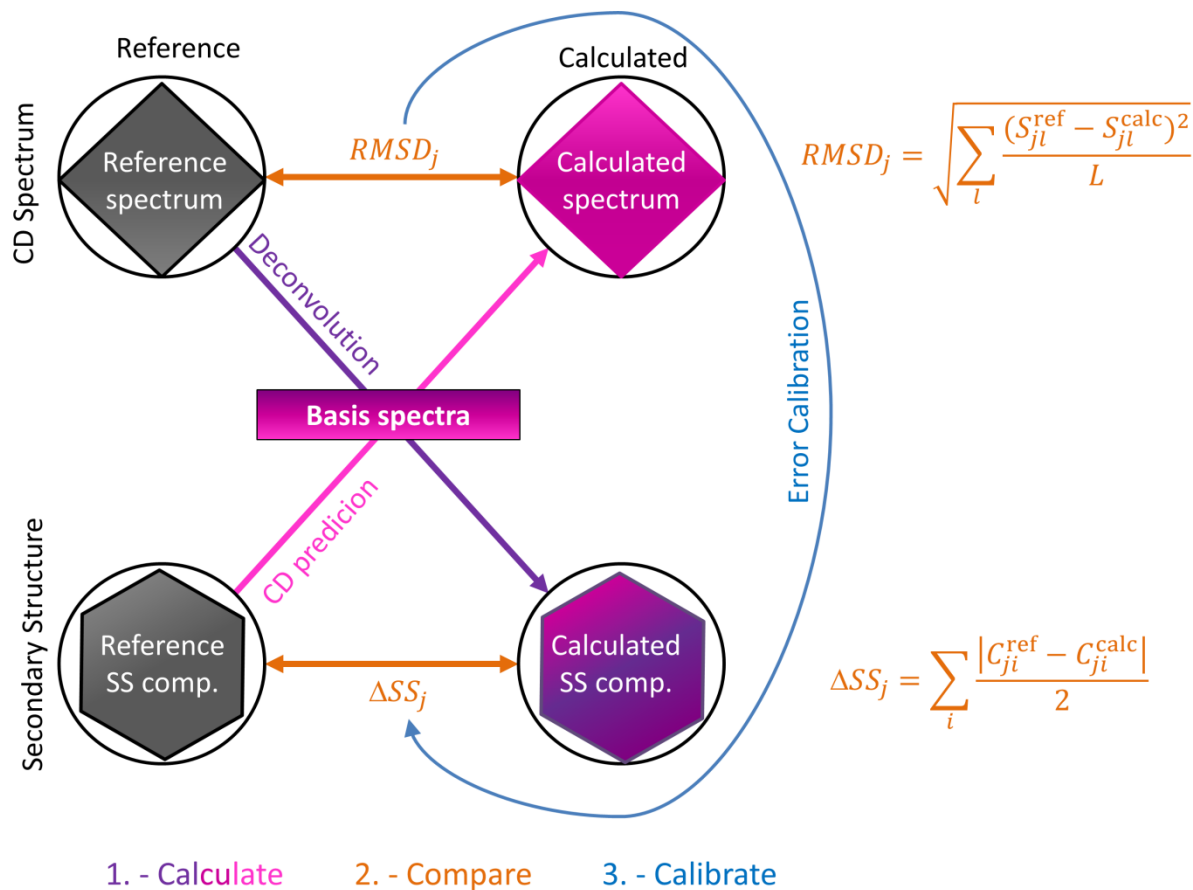 Reference
Calculated
CD Spectrum
Reference
spectrum
RMSD_j
Calculated
spectrum
RMSD_j = √(∑_l (S_jl^ref − S_jl^calc)² / L)
Deconvolution
Basis spectra
Error Calibration
CD predicion
Secondary Structure
Reference
SS comp.
ΔSS_j
Calculated
SS comp.
ΔSS_j = ∑_i |C_ji^ref − C_ji^calc| / 2
1. - Calculate
2. - Compare
3. - Calibrate